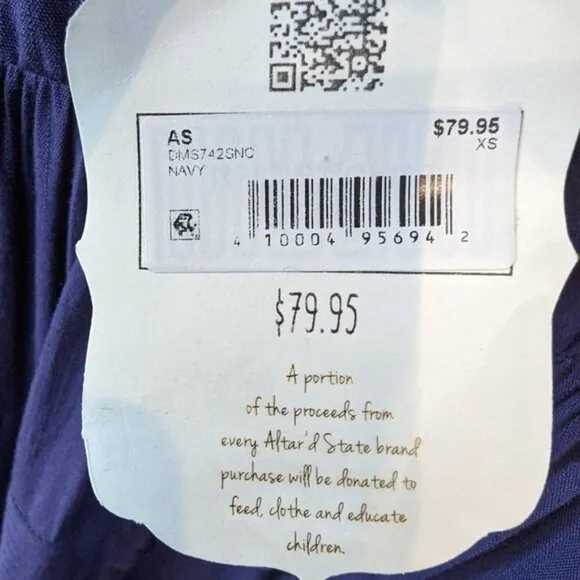 AS
$79.95
DMS742SNC
XS
NAVY
4 10004 95694 2
$79.95
A portion
of the proceeds from
every Altar'd State brand
purchase will be donated to
feed, clothe and educate
children.